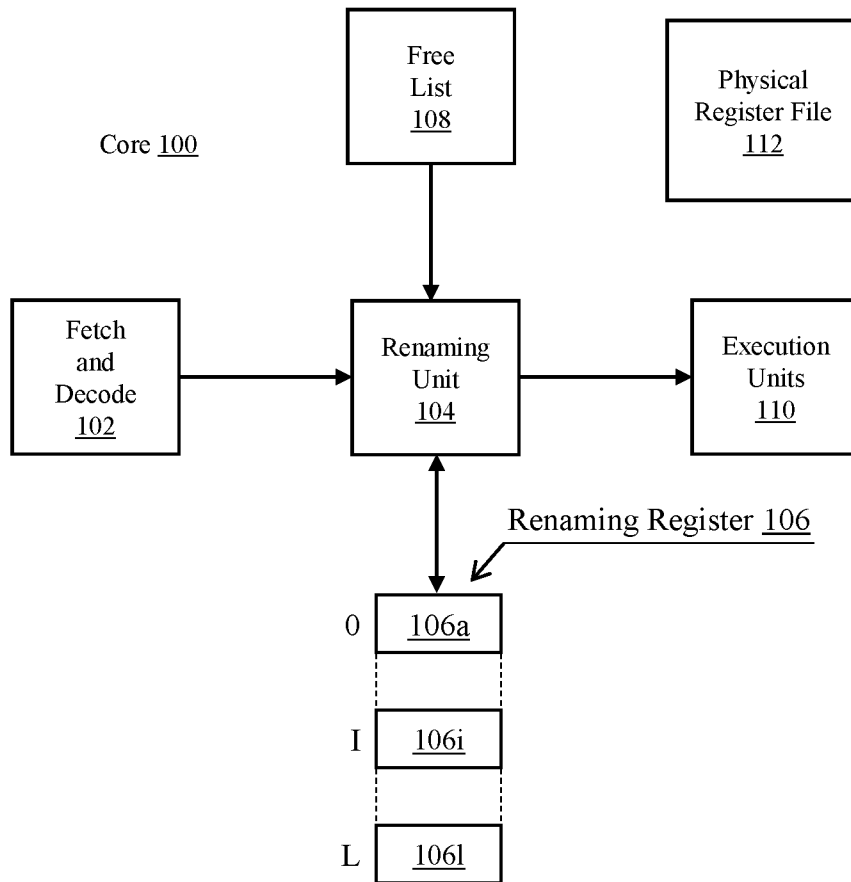 Free
List
108
Physical
Register File
112
Core 100
Fetch
and
Decode
102
Renaming
Unit
104
Execution
Units
110
Renaming Register 106
0 106a
I 106i
L 106l